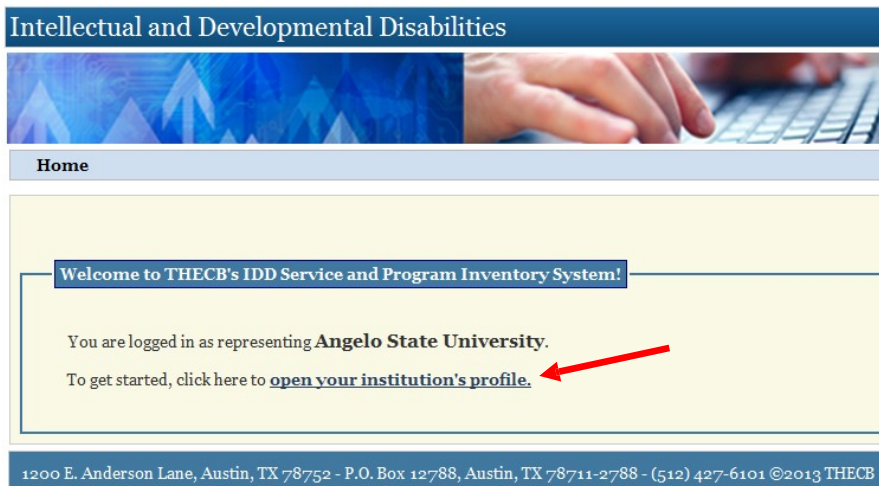 Intellectual and Developmental Disabilities
Home
Welcome to THECB's IDD Service and Program Inventory System!
You are logged in as representing Angelo State University.
To get started, click here to open your institution's profile.
1200 E. Anderson Lane, Austin, TX 78752 - P.O. Box 12788, Austin, TX 78711-2788 - (512) 427-6101 ©2013 THECB